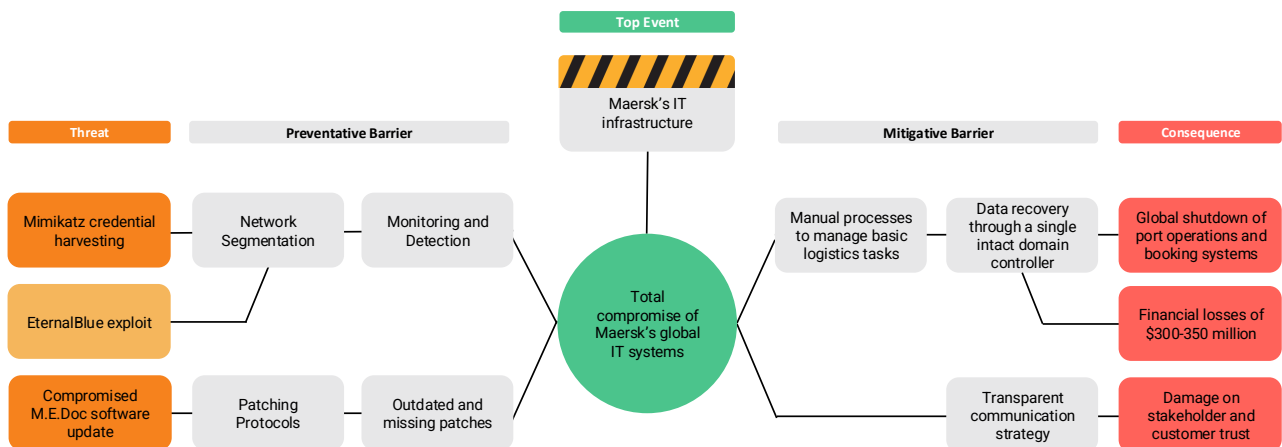 Top Event
Maersk's IT
infrastructure
Threat
Preventative Barrier
Mitigative Barrier
Consequence
Mimikatz credential
harvesting
Network
Segmentation
Monitoring and
Detection
Manual processes
to manage basic
logistics tasks
Data recovery
through a single
intact domain
controller
Global shutdown of
port operations and
booking systems
EternalBlue exploit
Total
compromise of
Maersk's global
IT systems
Financial losses of
$300-350 million
Compromised
M.E.Doc software
update
Patching
Protocols
Outdated and
missing patches
Transparent
communication
strategy
Damage on
stakeholder and
customer trust